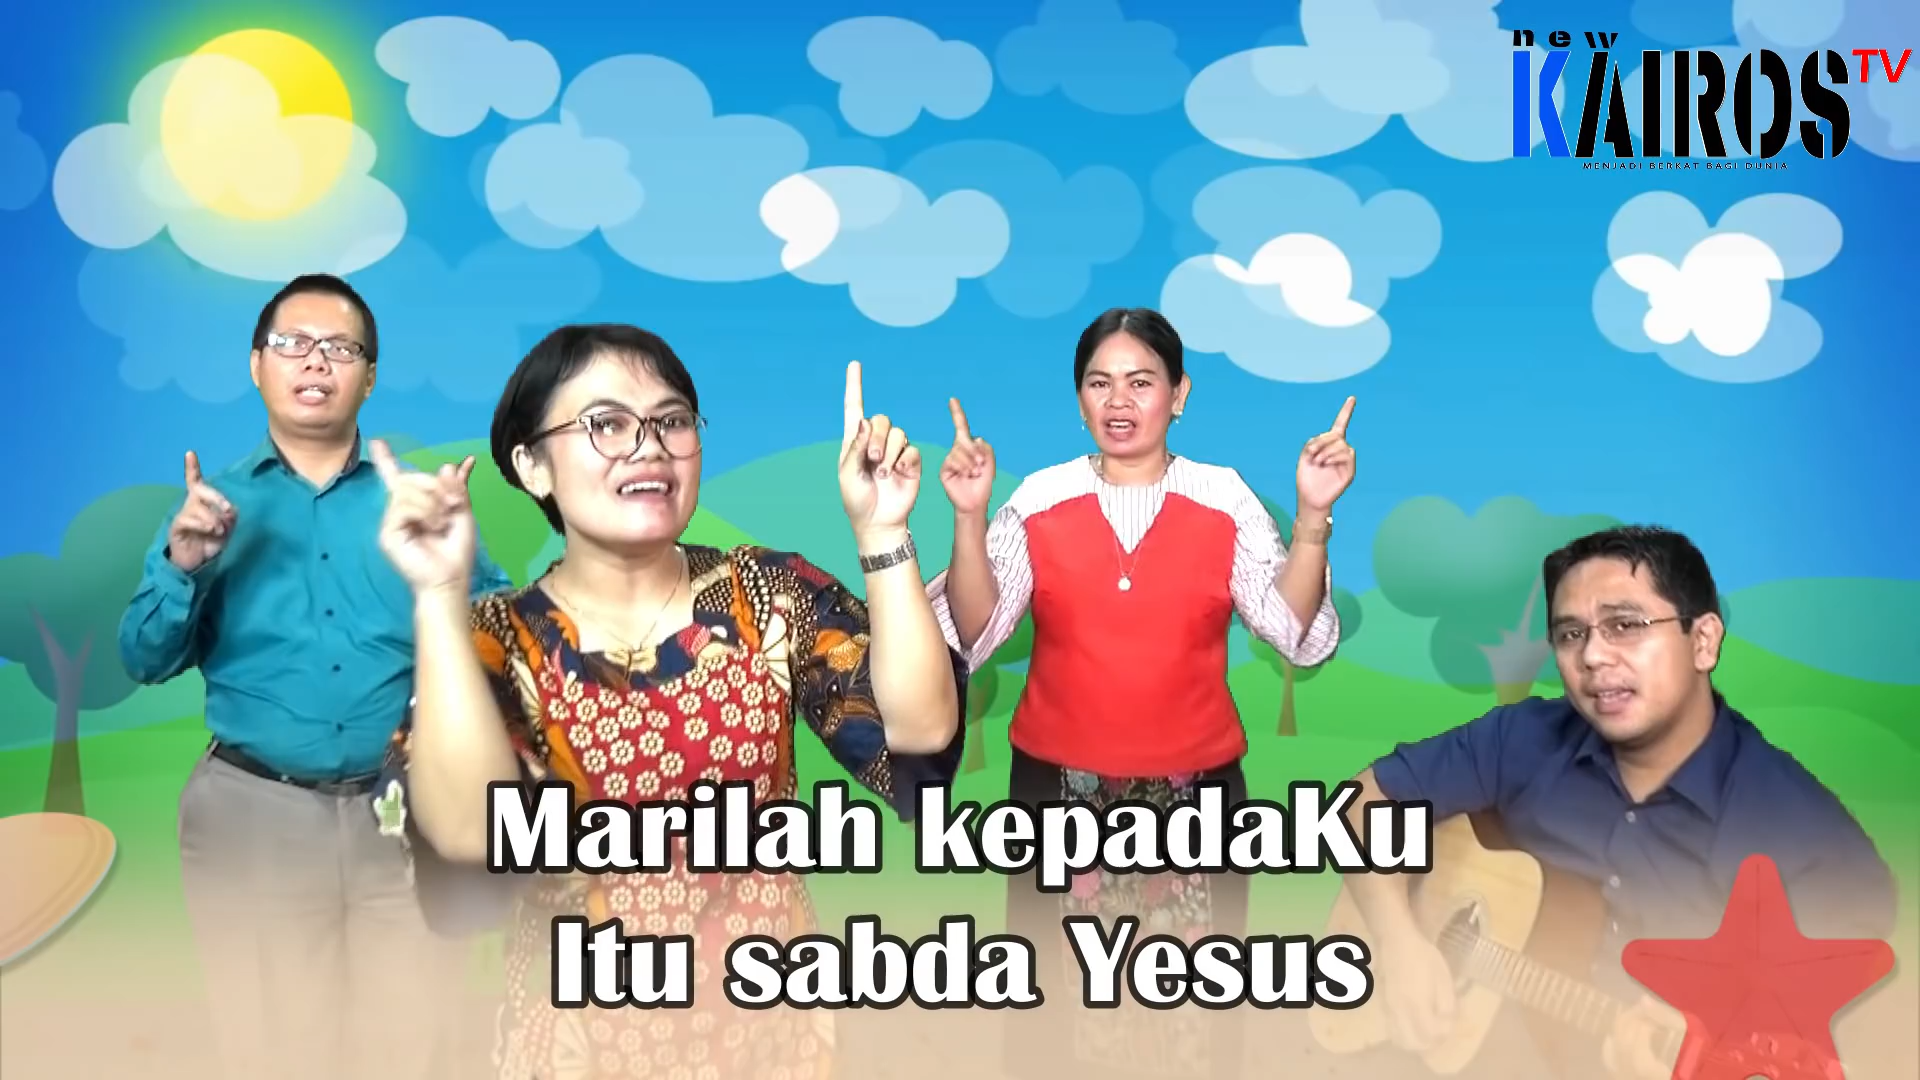 new
KAIROS TV
MENJADI BERKAT BAGI DUNIA
Marilah kepadaKu
Itu sabda Yesus